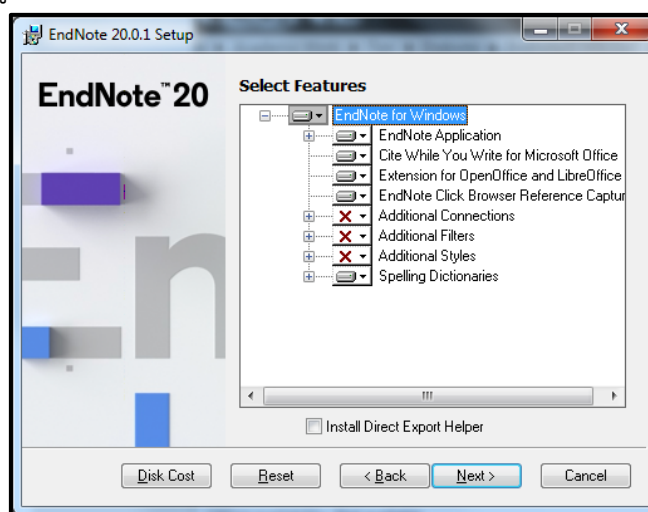 EndNote 20.0.1 Setup
EndNote™20
Select Features
EndNote for Windows
EndNote Application
Cite While You Write for Microsoft Office
Extension for OpenOffice and LibreOffice
EndNote Click Browser Reference Captur
Additional Connections
Additional Filters
Additional Styles
Spelling Dictionaries
Install Direct Export Helper
Disk Cost
Reset
< Back
Next >
Cancel